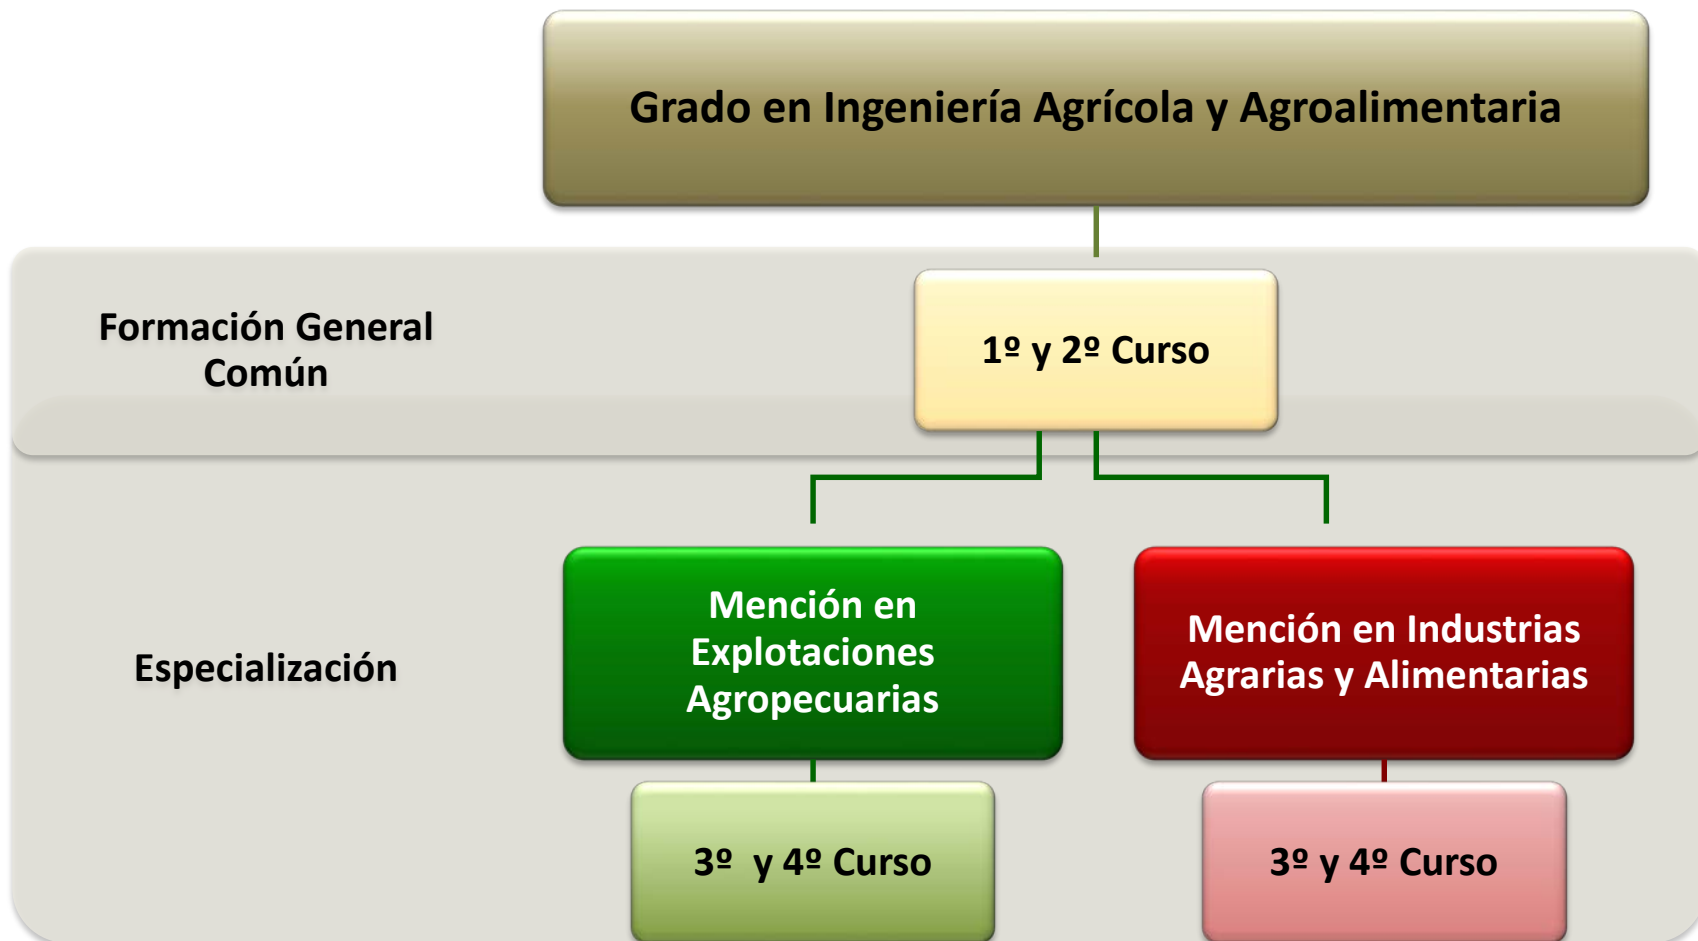 Grado en Ingeniería Agrícola y Agroalimentaria
Formación General
Común
1º y 2º Curso
Especialización
Mención en
Explotaciones
Agropecuarias
Mención en Industrias
Agrarias y Alimentarias
3º y 4º Curso
3º y 4º Curso